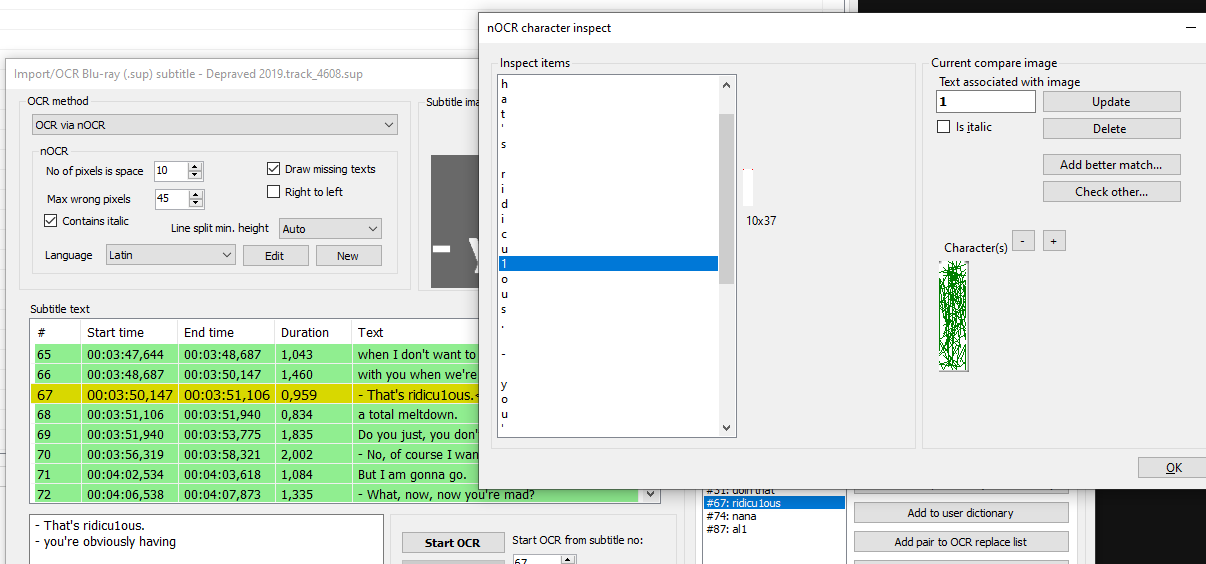 nOCR character inspect
Import/OCR Blu-ray (.sup) subtitle - Depraved 2019.track_4608.sup
OCR method
OCR via nOCR
nOCR
No of pixels is space 10
Draw missing texts
Max wrong pixels 45
Right to left
Contains italic
Line split min. height Auto
Language Latin Edit New
Subtitle ima
- y
Subtitle text
# Start time End time Duration Text
65 00:03:47,644 00:03:48,687 1,043 when I don't want to
66 00:03:48,687 00:03:50,147 1,460 with you when we're
67 00:03:50,147 00:03:51,106 0,959 - That's ridicu1ous.<
68 00:03:51,106 00:03:51,940 0,834 a total meltdown.
69 00:03:51,940 00:03:53,775 1,835 Do you just, you don'
70 00:03:56,319 00:03:58,321 2,002 - No, of course I wan
71 00:04:02,534 00:04:03,618 1,084 But I am gonna go.
72 00:04:06,538 00:04:07,873 1,335 - What, now, now you're mad?
- That's ridicu1ous.
- you're obviously having
Start OCR
Start OCR from subtitle no:
67
Inspect items
h
a
t
'
s
r
i
d
i
c
u
1
o
u
s
.
-
y
o
u
'
10x37
Current compare image
Text associated with image
1
Update
Is italic
Delete
Add better match...
Check other...
Character(s) - +
OK
#67: ridicu1ous
#74: nana
#87: al1
Add to user dictionary
Add pair to OCR replace list